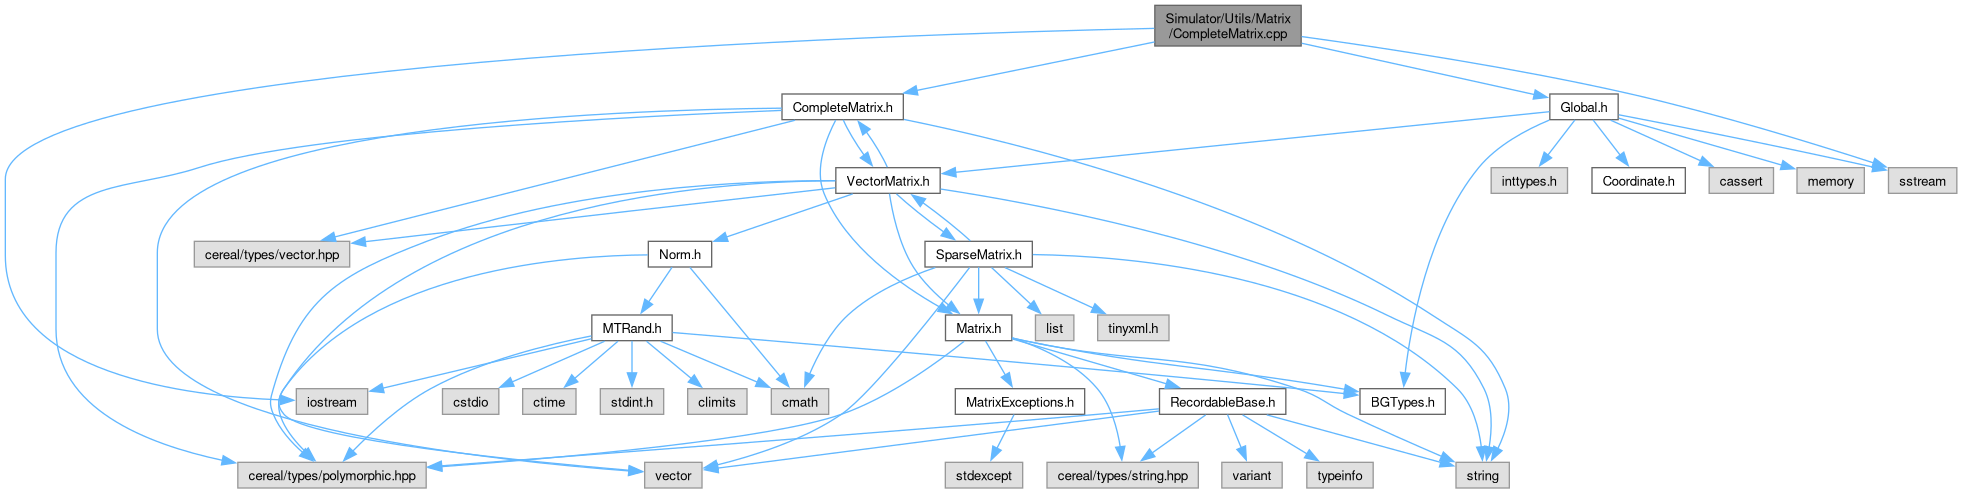 Simulator/Utils/Matrix
/CompleteMatrix.cpp
CompleteMatrix.h
Global.h
VectorMatrix.h
inttypes.h
Coordinate.h
cassert
memory
sstream
cereal/types/vector.hpp
Norm.h
SparseMatrix.h
MTRand.h
Matrix.h
list
tinyxml.h
iostream
cstdio
ctime
stdint.h
climits
cmath
MatrixExceptions.h
RecordableBase.h
BGTypes.h
cereal/types/polymorphic.hpp
vector
stdexcept
cereal/types/string.hpp
variant
typeinfo
string